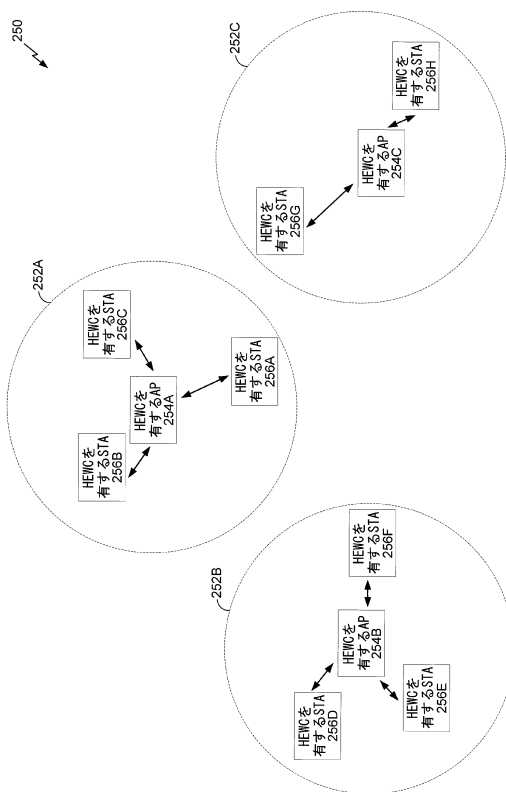 250
252A
HEWCを
有するSTA
256B
HEWCを
有するSTA
256C
HEWCを
有するAP
254A
HEWCを
有するSTA
256A
252B
HEWCを
有するSTA
256D
HEWCを
有するAP
254B
HEWCを
有するSTA
256F
HEWCを
有するSTA
256E
252C
HEWCを
有するSTA
256G
HEWCを
有するAP
254C
HEWCを
有するSTA
256H